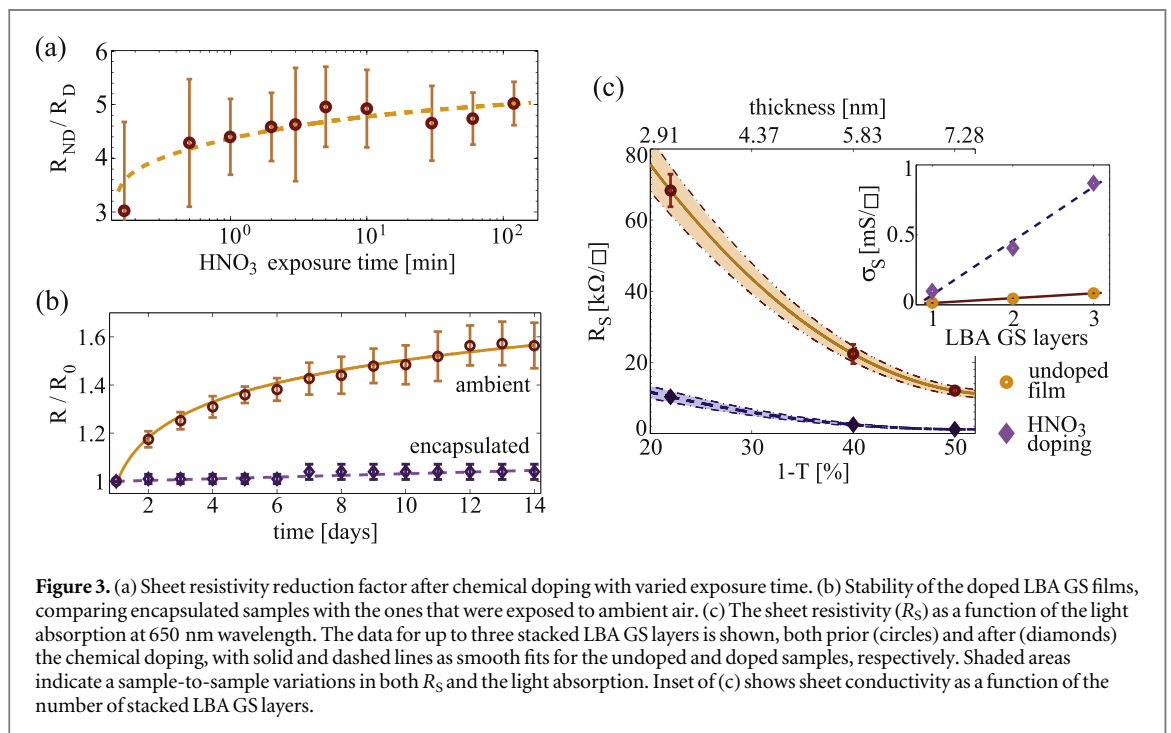 (a)
6
5
4
3
R_ND / R_D
10^0
10^1
10^2
HNO_3 exposure time [min]
(b)
1.6
1.4
1.2
1
R / R_0
ambient
encapsulated
2
4
6
8
10
12
14
time [days]
(c)
thickness [nm]
2.91
4.37
5.83
7.28
80
60
40
20
0
R_S [kΩ/□]
20
30
40
50
1-T [%]
1
0.5
0
σ_S [mS/□]
1
2
3
LBA GS layers
undoped
film
HNO_3
doping
Figure 3. (a) Sheet resistivity reduction factor after chemical doping with varied exposure time. (b) Stability of the doped LBA GS films,
comparing encapsulated samples with the ones that were exposed to ambient air. (c) The sheet resistivity (R_S) as a function of the light
absorption at 650 nm wavelength. The data for up to three stacked LBA GS layers is shown, both prior (circles) and after (diamonds)
the chemical doping, with solid and dashed lines as smooth fits for the undoped and doped samples, respectively. Shaded areas
indicate a sample-to-sample variations in both R_S and the light absorption. Inset of (c) shows sheet conductivity as a function of the
number of stacked LBA GS layers.